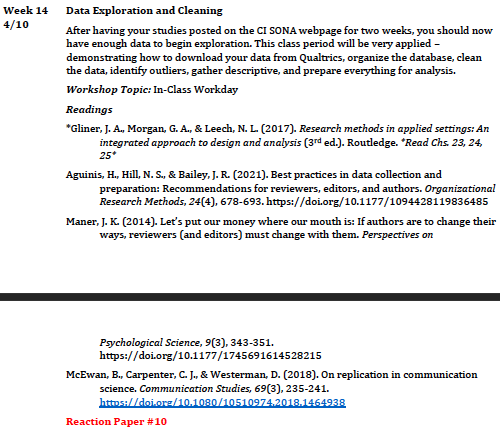 Week 14 Data Exploration and Cleaning
4/10
After having your studies posted on the CI SONA webpage for two weeks, you should now
have enough data to begin exploration. This class period will be very applied –
demonstrating how to download your data from Qualtrics, organize the database, clean
the data, identify outliers, gather descriptive, and prepare everything for analysis.
Workshop Topic: In-Class Workday
Readings
*Gliner, J. A., Morgan, G. A., & Leech, N. L. (2017). Research methods in applied settings: An
integrated approach to design and analysis (3rd ed.). Routledge. *Read Chs. 23, 24,
25*
Aguinis, H., Hill, N. S., & Bailey, J. R. (2021). Best practices in data collection and
preparation: Recommendations for reviewers, editors, and authors. Organizational
Research Methods, 24(4), 678-693. https://doi.org/10.1177/1094428119836485
Maner, J. K. (2014). Let's put our money where our mouth is: If authors are to change their
ways, reviewers (and editors) must change with them. Perspectives on
Psychological Science, 9(3), 343-351.
https://doi.org/10.1177/1745691614528215
McEwan, B., Carpenter, C. J., & Westerman, D. (2018). On replication in communication
science. Communication Studies, 69(3), 235-241.
https://doi.org/10.1080/10510974.2018.1464938
Reaction Paper #10